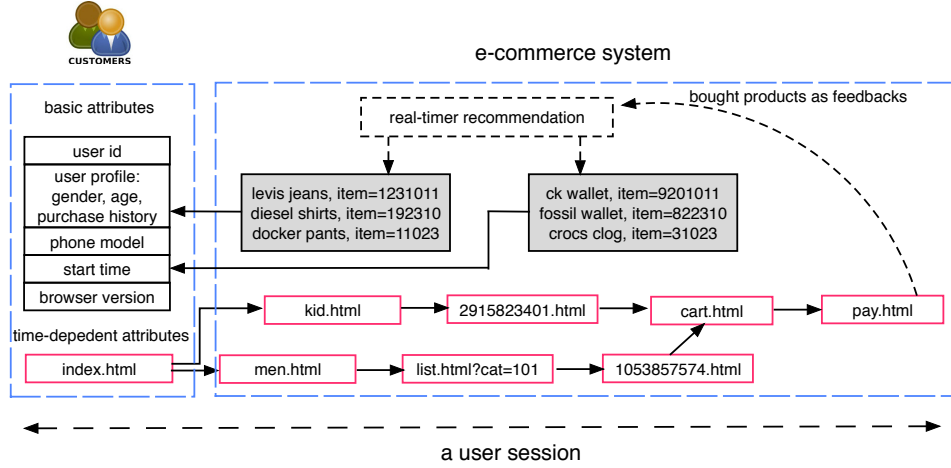 CUSTOMERS
e-commerce system
basic attributes
bought products as feedbacks
real-timer recommendation
user id
user profile:
gender, age,
purchase history
phone model
start time
browser version
levis jeans, item=1231011
diesel shirts, item=192310
docker pants, item=11023
ck wallet, item=9201011
fossil wallet, item=822310
crocs clog, item=31023
time-depedent attributes
kid.html
2915823401.html
cart.html
pay.html
index.html
men.html
list.html?cat=101
1053857574.html
a user session